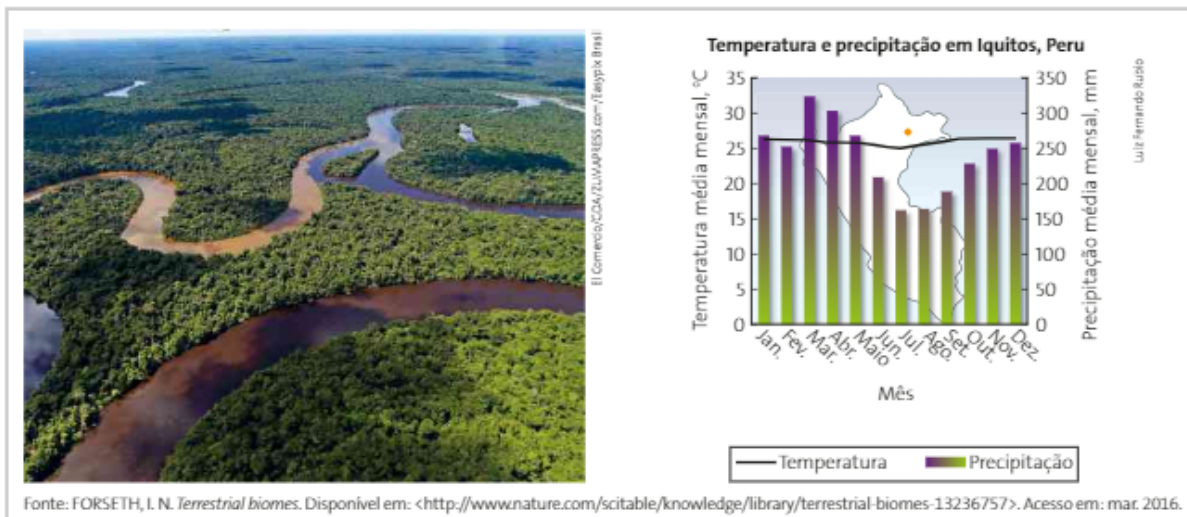 El Comercio/GDA/ZUMAPRESS.com/Easypix Brasil
Temperatura e precipitação em Iquitos, Peru
Temperatura média mensal, °C
35
30
25
20
15
10
5
0
350
300
250
200
150
100
50
0
Precipitação média mensal, mm
Luiz Fernando Rubio
Jan.
Fev.
Mar.
Abr.
Maio
Jun.
Jul.
Ago.
Set.
Out.
Nov.
Dez.
Mês
Temperatura Precipitação
Fonte: FORSETH, I. N. Terrestrial biomes. Disponível em: <http://www.nature.com/scitable/knowledge/library/terrestrial-biomes-13236757>. Acesso em: mar. 2016.